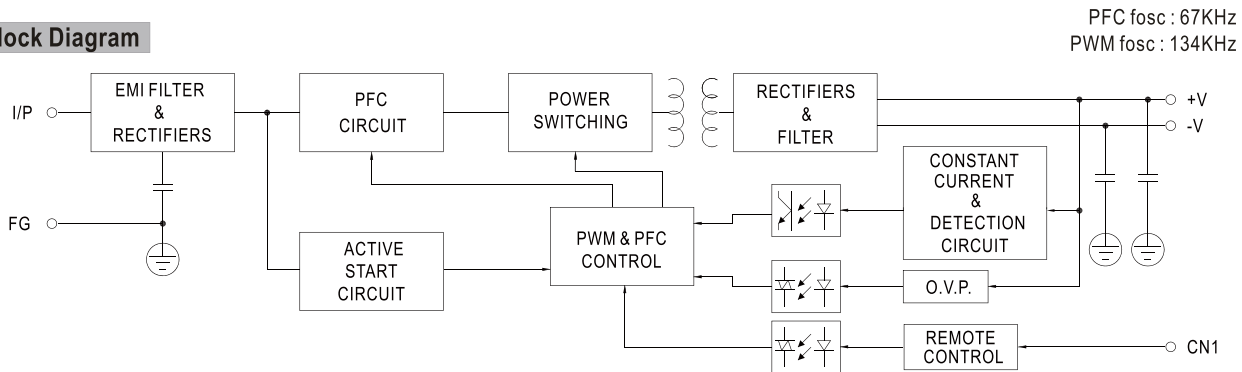 lock Diagram
PFC fosc : 67KHz
PWM fosc : 134KHz
I/P
EMI FILTER
&
RECTIFIERS
PFC
CIRCUIT
POWER
SWITCHING
RECTIFIERS
&
FILTER
+V
-V
FG
ACTIVE
START
CIRCUIT
PWM & PFC
CONTROL
CONSTANT
CURRENT
&
DETECTION
CIRCUIT
O.V.P.
REMOTE
CONTROL
CN1